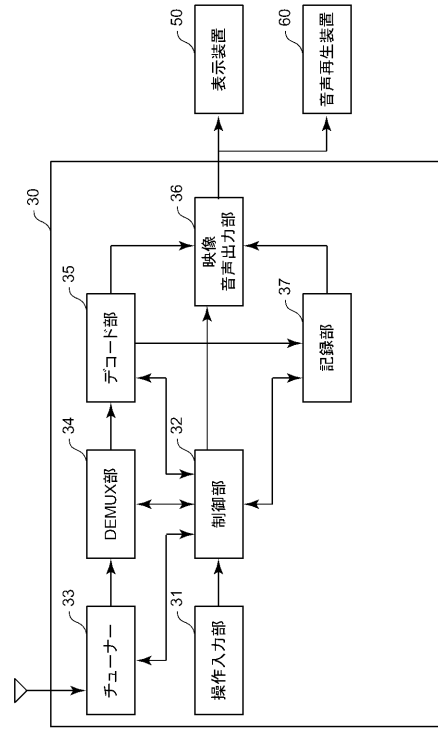 30
33
チューナー
34
DEMUX部
35
デコード部
31
操作入力部
32
制御部
36
映像
音声出力部
37
記録部
50
表示装置
60
音声再生装置